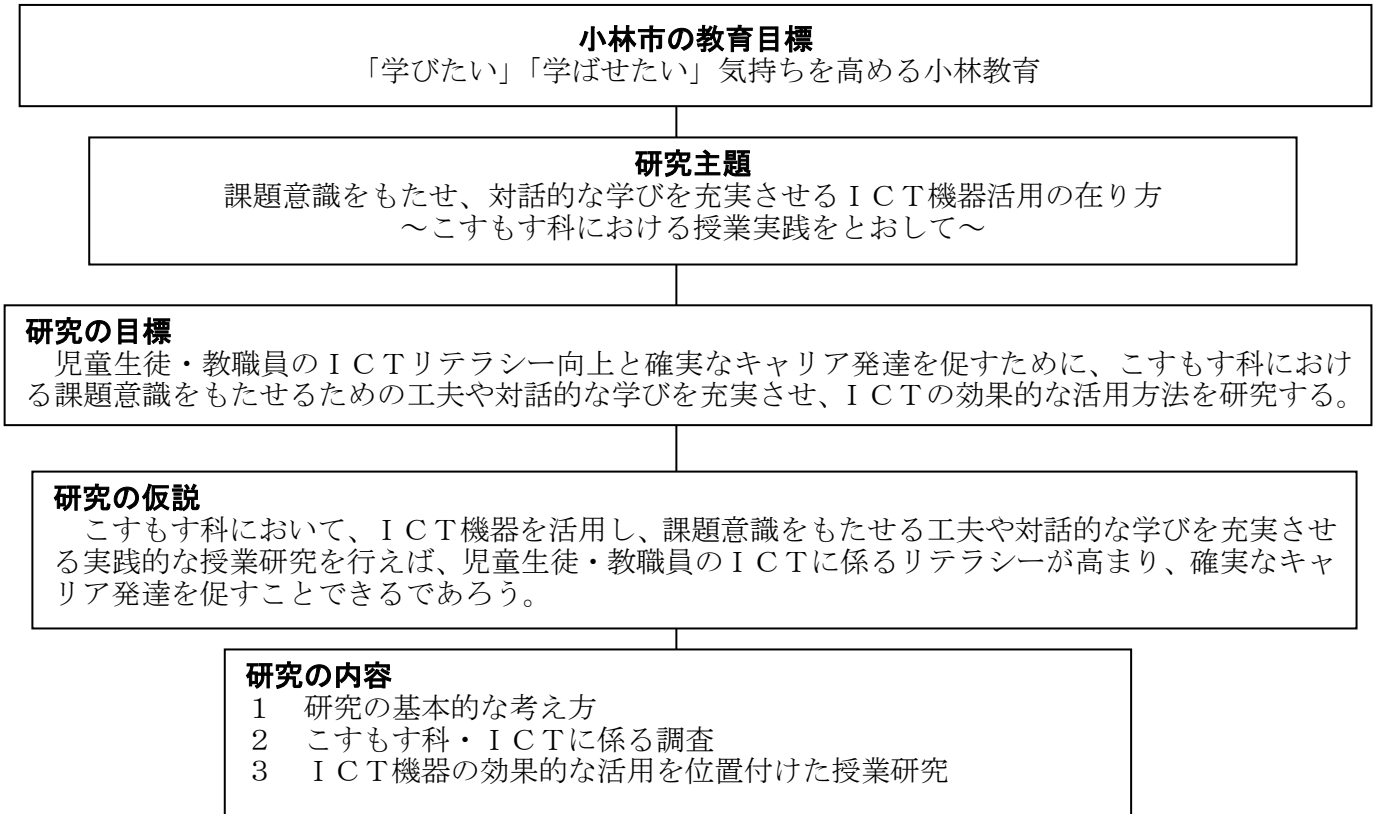 小林市の教育目標
「学びたい」「学ばせたい」気持ちを高める小林教育
研究主題
課題意識をもたせ、対話的な学びを充実させるＩＣＴ機器活用の在り方
～こすもす科における授業実践をとおして～
研究の目標
児童生徒・教職員のＩＣＴリテラシー向上と確実なキャリア発達を促すために、こすもす科におけ
る課題意識をもたせるための工夫や対話的な学びを充実させ、ＩＣＴの効果的な活用方法を研究する。
研究の仮説
こすもす科において、ＩＣＴ機器を活用し、課題意識をもたせる工夫や対話的な学びを充実させ
る実践的な授業研究を行えば、児童生徒・教職員のＩＣＴに係るリテラシーが高まり、確実なキャ
リア発達を促すことできるであろう。
研究の内容
１　研究の基本的な考え方
２　こすもす科・ＩＣＴに係る調査
３　ＩＣＴ機器の効果的な活用を位置付けた授業研究